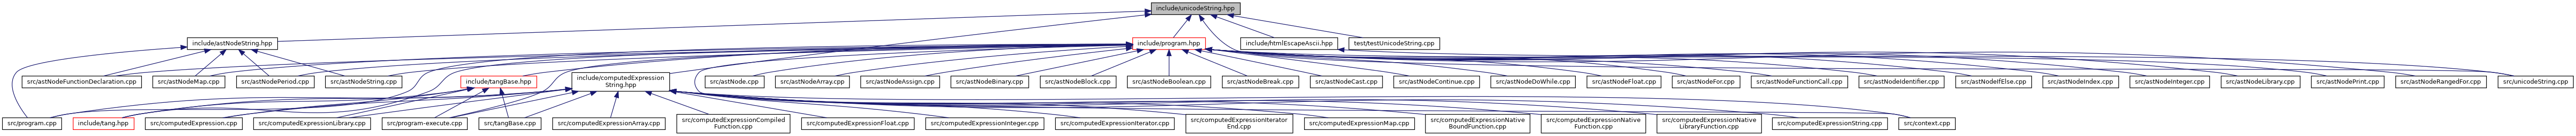 include/unicodeString.hpp
include/astNodeString.hpp
include/program.hpp
include/htmlEscapeAscii.hpp
test/testUnicodeString.cpp
src/astNodeFunctionDeclaration.cpp
src/astNodeMap.cpp
src/astNodePeriod.cpp
src/astNodeString.cpp
include/tangBase.hpp
include/computedExpression
String.hpp
src/astNode.cpp
src/astNodeArray.cpp
src/astNodeAssign.cpp
src/astNodeBinary.cpp
src/astNodeBlock.cpp
src/astNodeBoolean.cpp
src/astNodeBreak.cpp
src/astNodeCast.cpp
src/astNodeContinue.cpp
src/astNodeDoWhile.cpp
src/astNodeFloat.cpp
src/astNodeFor.cpp
src/astNodeFunctionCall.cpp
src/astNodeIdentifier.cpp
src/astNodeIfElse.cpp
src/astNodeIndex.cpp
src/astNodeInteger.cpp
src/astNodeLibrary.cpp
src/astNodePrint.cpp
src/astNodeRangedFor.cpp
src/unicodeString.cpp
src/program.cpp
include/tang.hpp
src/computedExpression.cpp
src/computedExpressionLibrary.cpp
src/program-execute.cpp
src/tangBase.cpp
src/computedExpressionArray.cpp
src/computedExpressionCompiled
Function.cpp
src/computedExpressionFloat.cpp
src/computedExpressionInteger.cpp
src/computedExpressionIterator.cpp
src/computedExpressionIterator
End.cpp
src/computedExpressionMap.cpp
src/computedExpressionNative
BoundFunction.cpp
src/computedExpressionNative
Function.cpp
src/computedExpressionNative
LibraryFunction.cpp
src/computedExpressionString.cpp
src/context.cpp